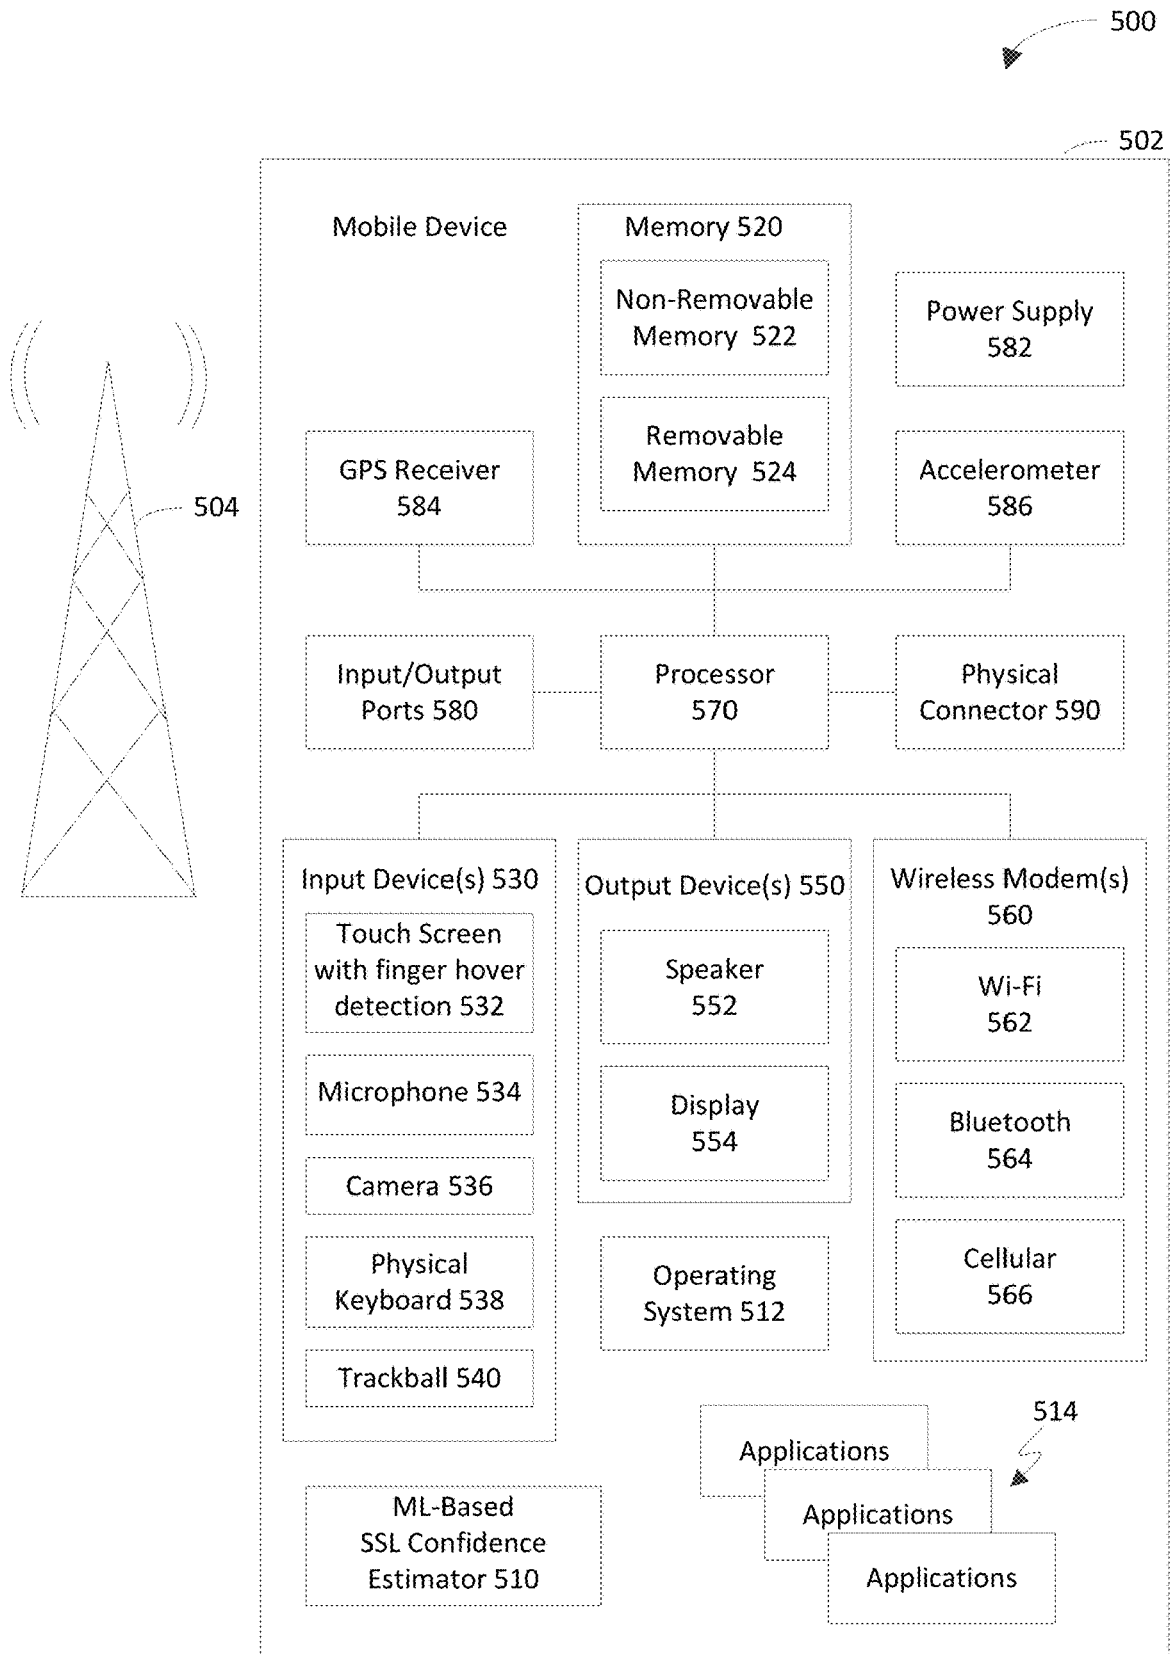 500
502
Mobile Device
Memory 520
Non-Removable
Memory 522
Power Supply
582
Removable
Memory 524
GPS Receiver
584
Accelerometer
586
504
Input/Output
Ports 580
Processor
570
Physical
Connector 590
Input Device(s) 530
Touch Screen
with finger hover
detection 532
Microphone 534
Camera 536
Physical
Keyboard 538
Trackball 540
Output Device(s) 550
Speaker
552
Display
554
Wireless Modem(s)
560
Wi-Fi
562
Bluetooth
564
Cellular
566
Operating
System 512
514
Applications
Applications
Applications
ML-Based
SSL Confidence
Estimator 510